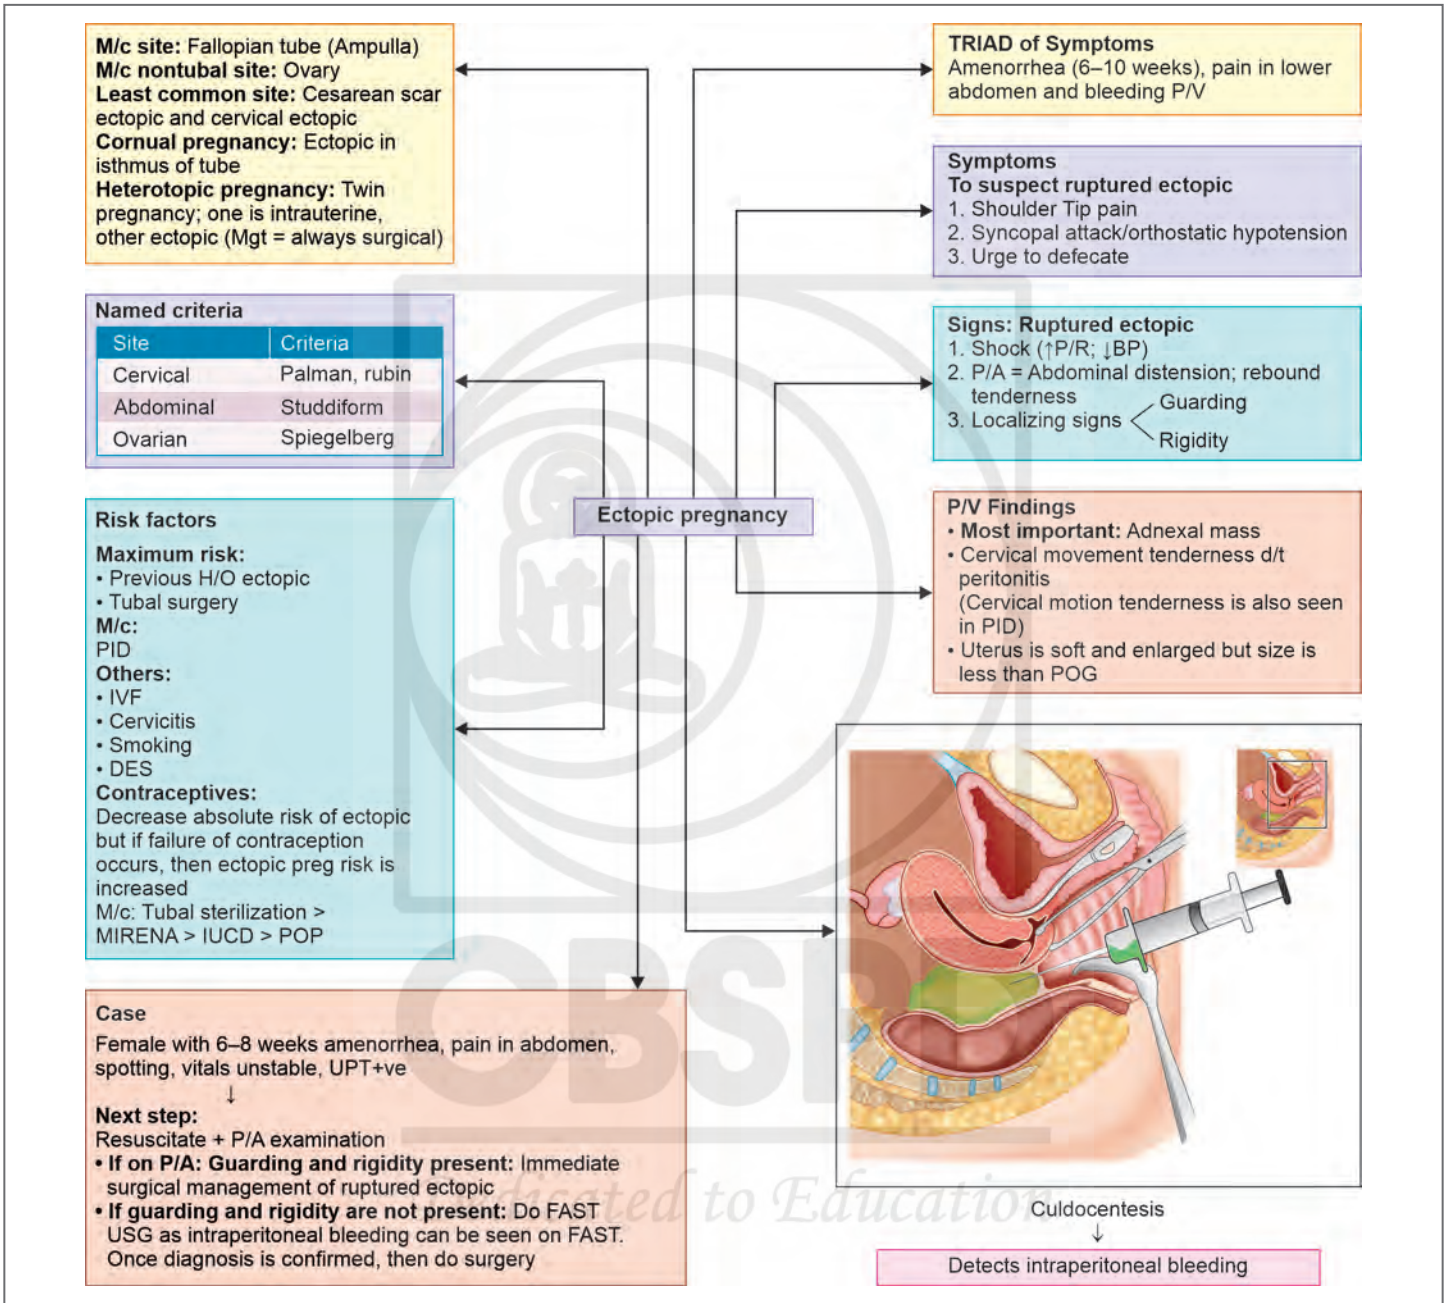 M/c site: Fallopian tube (Ampulla)
M/c nontubal site: Ovary
Least common site: Cesarean scar
ectopic and cervical ectopic
Cornual pregnancy: Ectopic in
isthmus of tube
Heterotopic pregnancy: Twin
pregnancy; one is intrauterine,
other ectopic (Mgt = always surgical)
Named criteria
Site Criteria
Cervical Palman, rubin
Abdominal Studdiform
Ovarian Spiegelberg
Risk factors
Maximum risk:
• Previous H/O ectopic
• Tubal surgery
M/c:
PID
Others:
• IVF
• Cervicitis
• Smoking
• DES
Contraceptives:
Decrease absolute risk of ectopic
but if failure of contraception
occurs, then ectopic preg risk is
increased
M/c: Tubal sterilization >
MIRENA > IUCD > POP
Case
Female with 6–8 weeks amenorrhea, pain in abdomen,
spotting, vitals unstable, UPT+ve
↓
Next step:
Resuscitate + P/A examination
• If on P/A: Guarding and rigidity present: Immediate
surgical management of ruptured ectopic
• If guarding and rigidity are not present: Do FAST
USG as intraperitoneal bleeding can be seen on FAST.
Once diagnosis is confirmed, then do surgery
Ectopic pregnancy
TRIAD of Symptoms
Amenorrhea (6–10 weeks), pain in lower
abdomen and bleeding P/V
Symptoms
To suspect ruptured ectopic
1. Shoulder Tip pain
2. Syncopal attack/orthostatic hypotension
3. Urge to defecate
Signs: Ruptured ectopic
1. Shock (↑P/R; ↓BP)
2. P/A = Abdominal distension; rebound
tenderness
3. Localizing signs
Guarding
Rigidity
P/V Findings
• Most important: Adnexal mass
• Cervical movement tenderness d/t
peritonitis
(Cervical motion tenderness is also seen
in PID)
• Uterus is soft and enlarged but size is
less than POG
Culdocentesis
↓
Detects intraperitoneal bleeding
CBSPD
Dedicated to Education